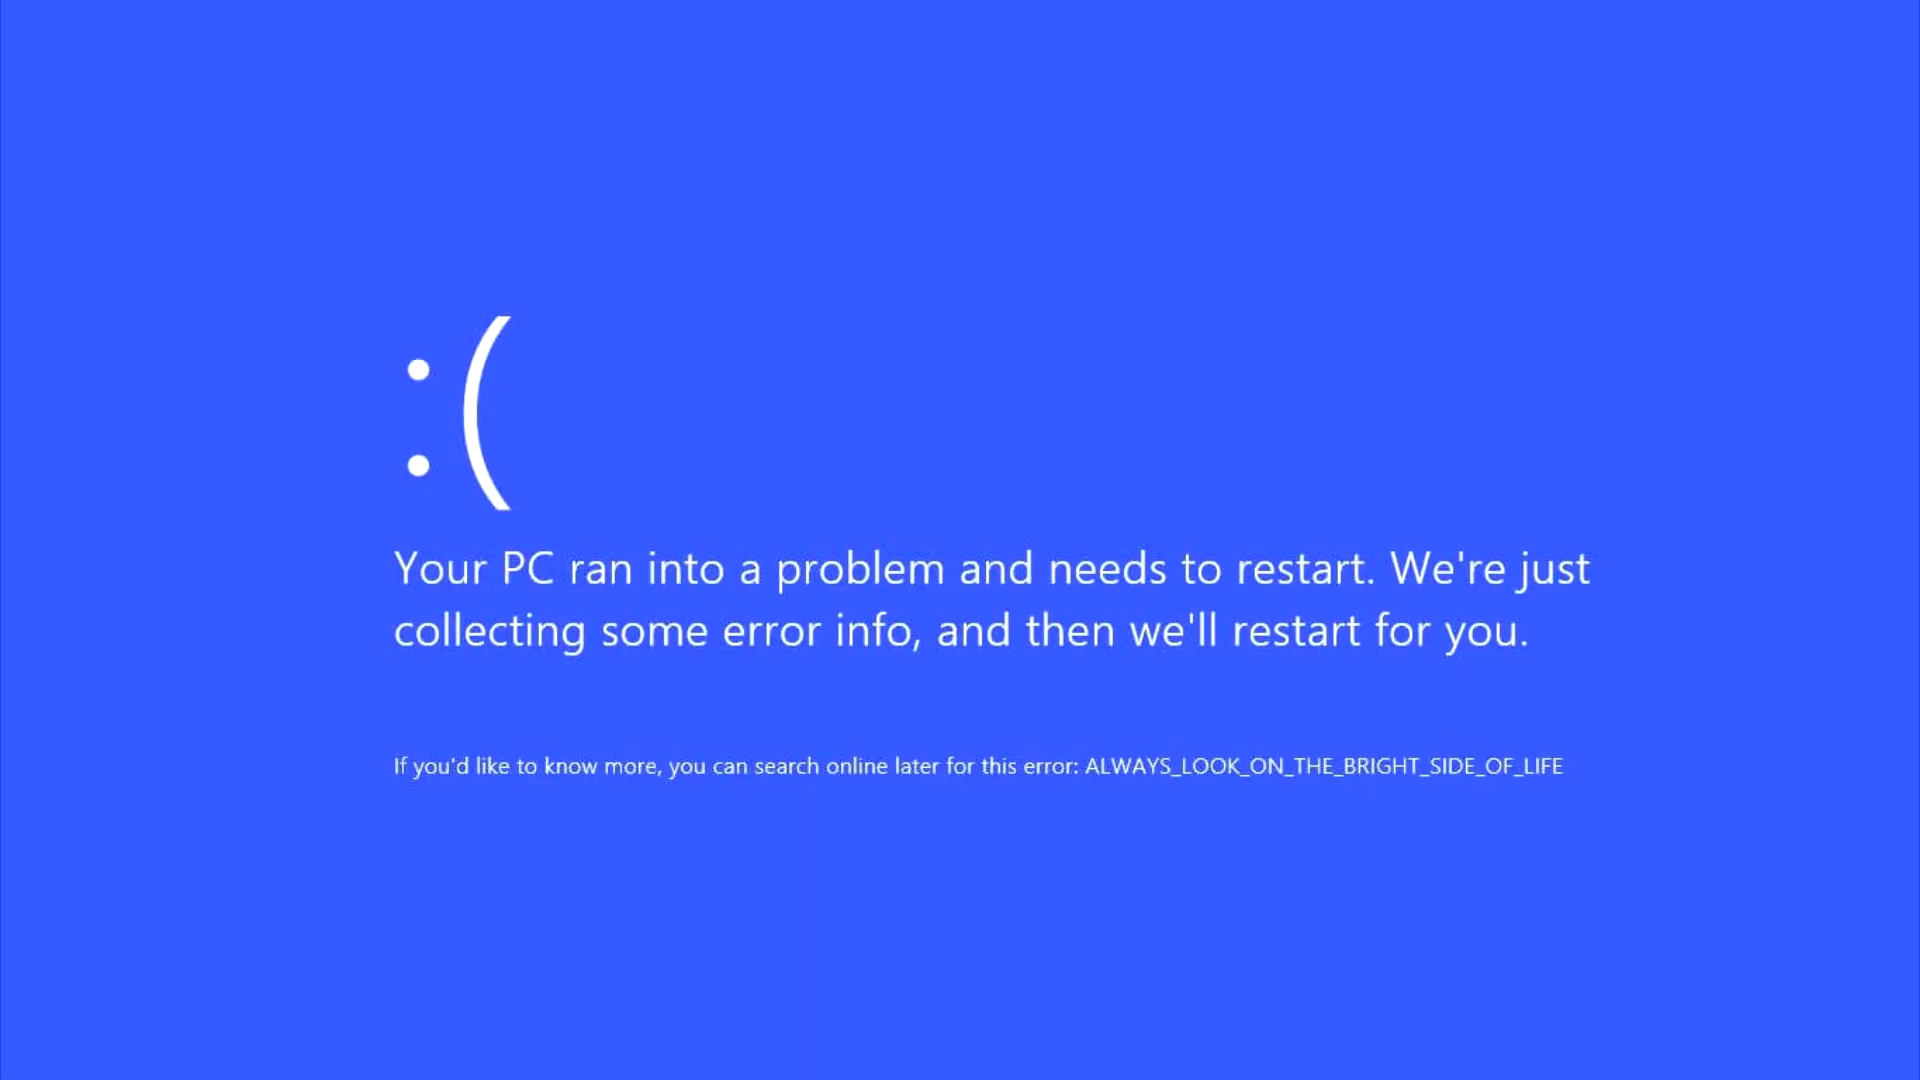 :(
Your PC ran into a problem and needs to restart. We're just
collecting some error info, and then we'll restart for you.
If you'd like to know more, you can search online later for this error: ALWAYS_LOOK_ON_THE_BRIGHT_SIDE_OF_LIFE